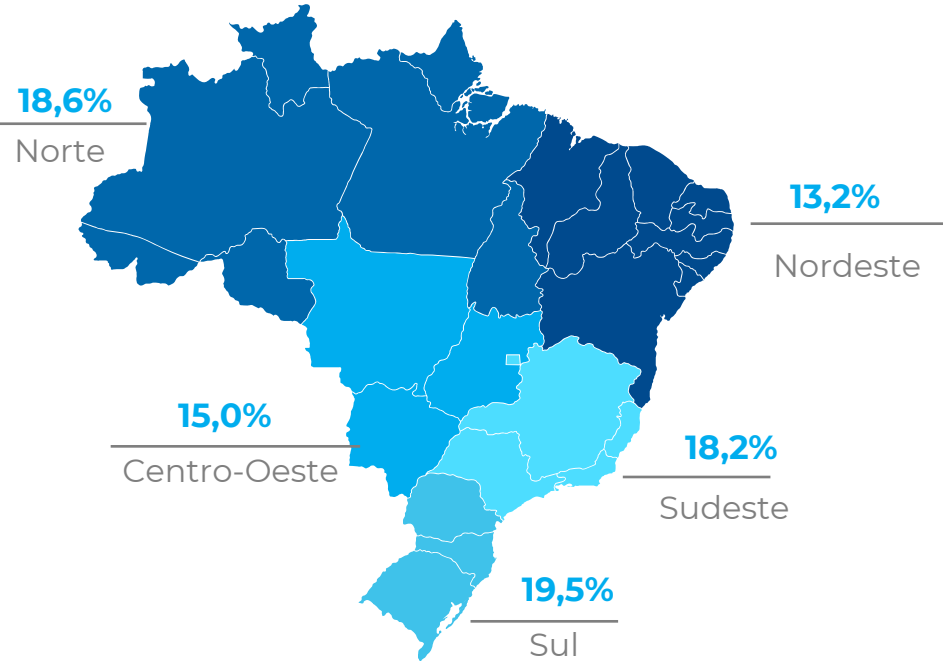 18,6%
Norte
13,2%
Nordeste
15,0%
Centro-Oeste
18,2%
Sudeste
19,5%
Sul